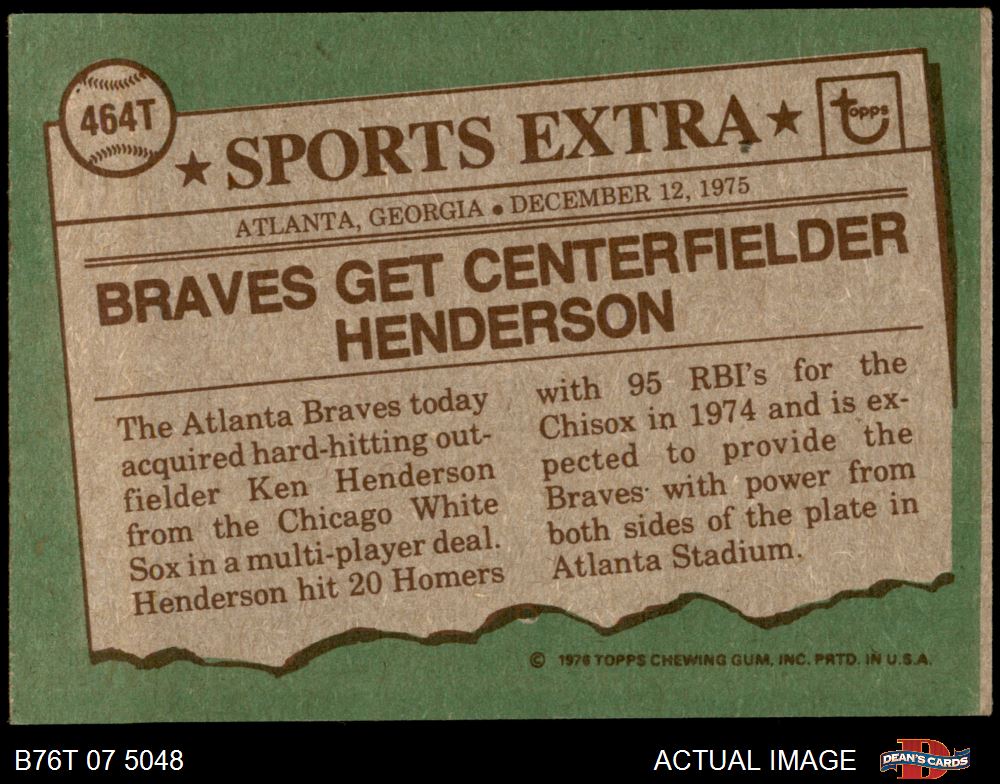 464T
★ SPORTS EXTRA ★
topps
ATLANTA, GEORGIA • DECEMBER 12, 1975
BRAVES GET CENTERFIELDER
HENDERSON
The Atlanta Braves today
acquired hard-hitting out-
fielder Ken Henderson
from the Chicago White
Sox in a multi-player deal.
Henderson hit 20 Homers
with 95 RBI's for the
Chisox in 1974 and is ex-
pected to provide the
Braves with power from
both sides of the plate in
Atlanta Stadium.
© 1976 TOPPS CHEWING GUM, INC. PRTD. IN U.S.A.
B76T 07 5048
ACTUAL IMAGE
DEAN'S CARDS